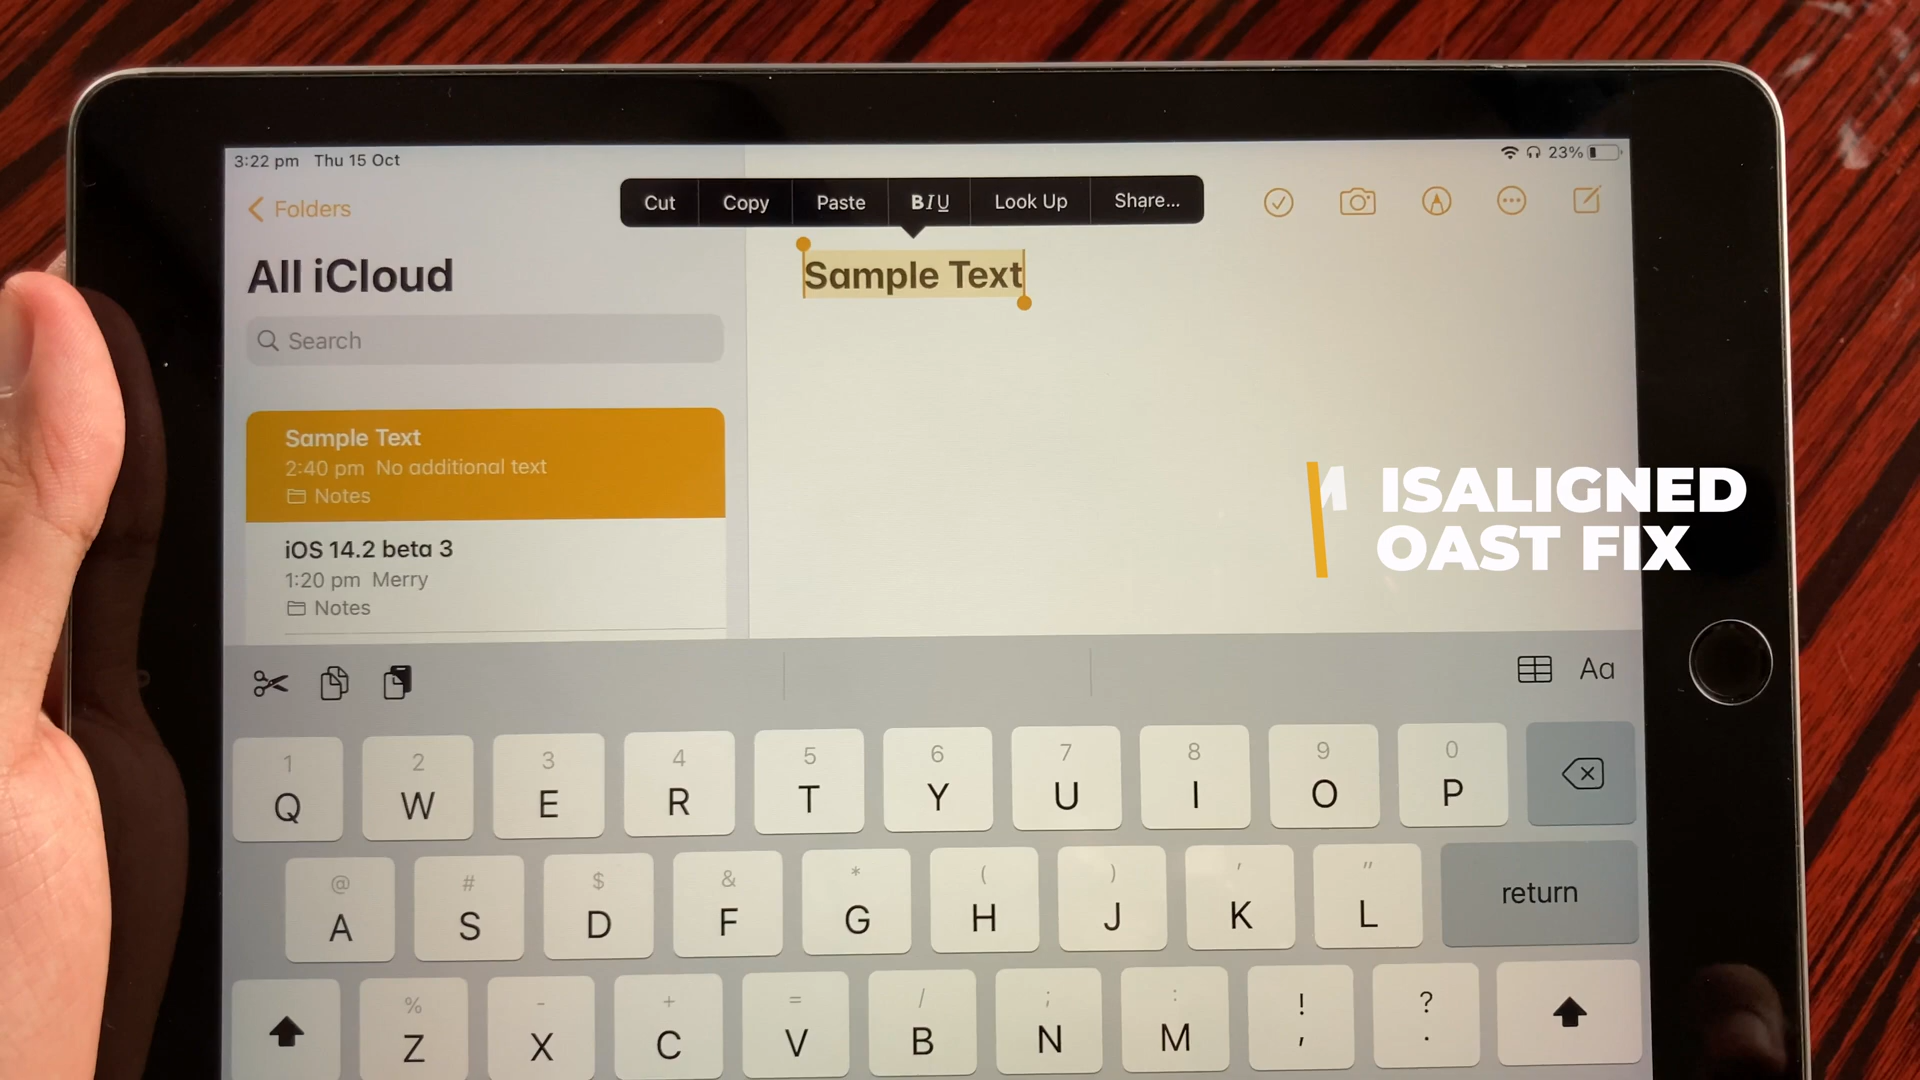 3:22 pm Thu 15 Oct
23%
Folders
Cut Copy Paste BIU Look Up Share...
All iCloud
Sample Text
Search
Sample Text
2:40 pm No additional text
Notes
iOS 14.2 beta 3
1:20 pm Merry
Notes
M ISALIGNED
OAST FIX
Aa
1 2 3 4 5 6 7 8 9 0
Q W E R T Y U I O P
@ # $ & * ( ) ' "
A S D F G H J K L return
% - + = / ; : ! ?
Z X C V B N M , .